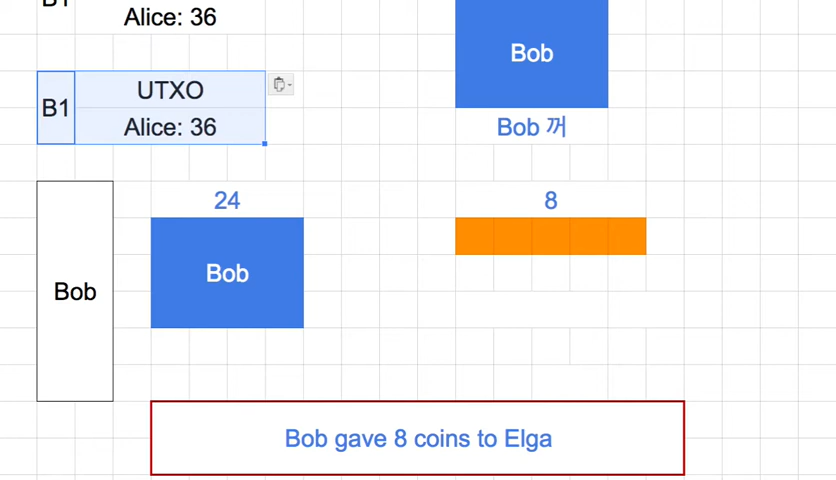 B1
Alice: 36
Bob
B1
UTXO
Alice: 36
Bob 꺼
24
8
Bob
Bob
Bob gave 8 coins to Elga